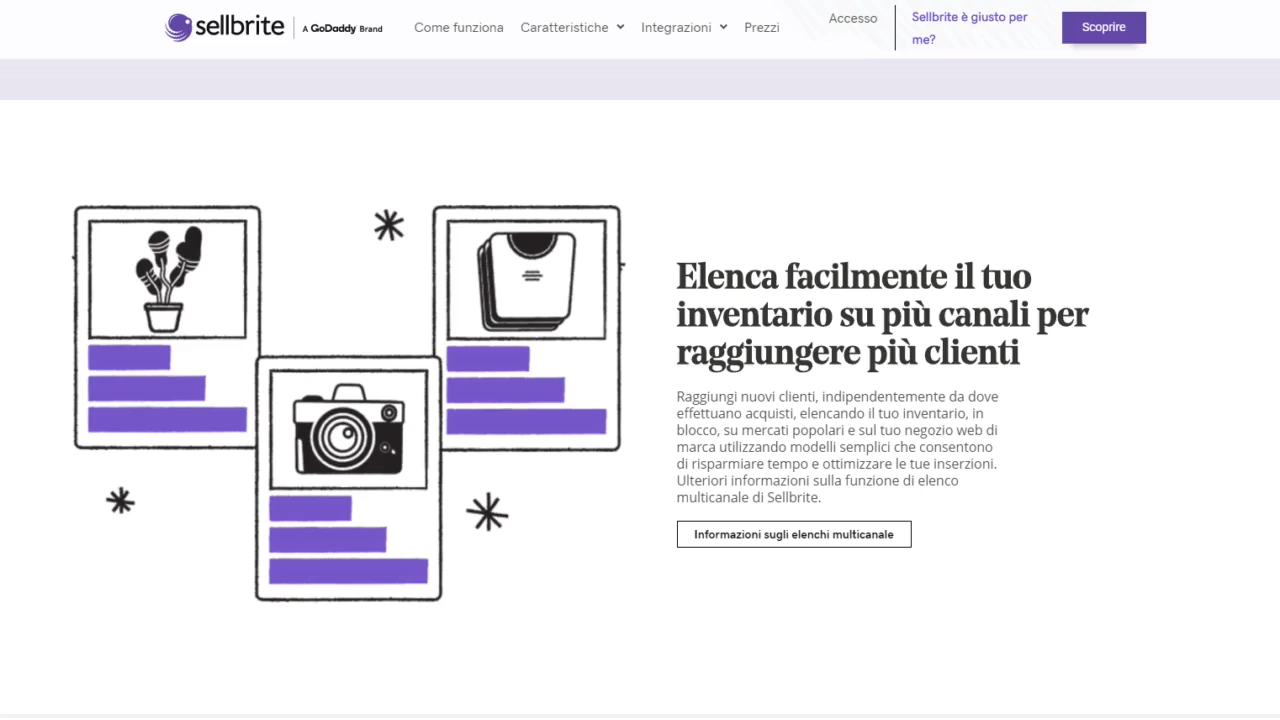 sellbrite
A GoDaddy Brand
Come funziona
Caratteristiche
Integrazioni
Prezzi
Accesso
Sellbrite è giusto per
me?
Scoprire
Elenca facilmente il tuo
inventario su più canali per
raggiungere più clienti
Raggiungi nuovi clienti, indipendentemente da dove
effettuano acquisti, elencando il tuo inventario, in
blocco, su mercati popolari e sul tuo negozio web di
marca utilizzando modelli semplici che consentono
di risparmiare tempo e ottimizzare le tue inserzioni.
Ulteriori informazioni sulla funzione di elenco
multicanale di Sellbrite.
Informazioni sugli elenchi multicanale